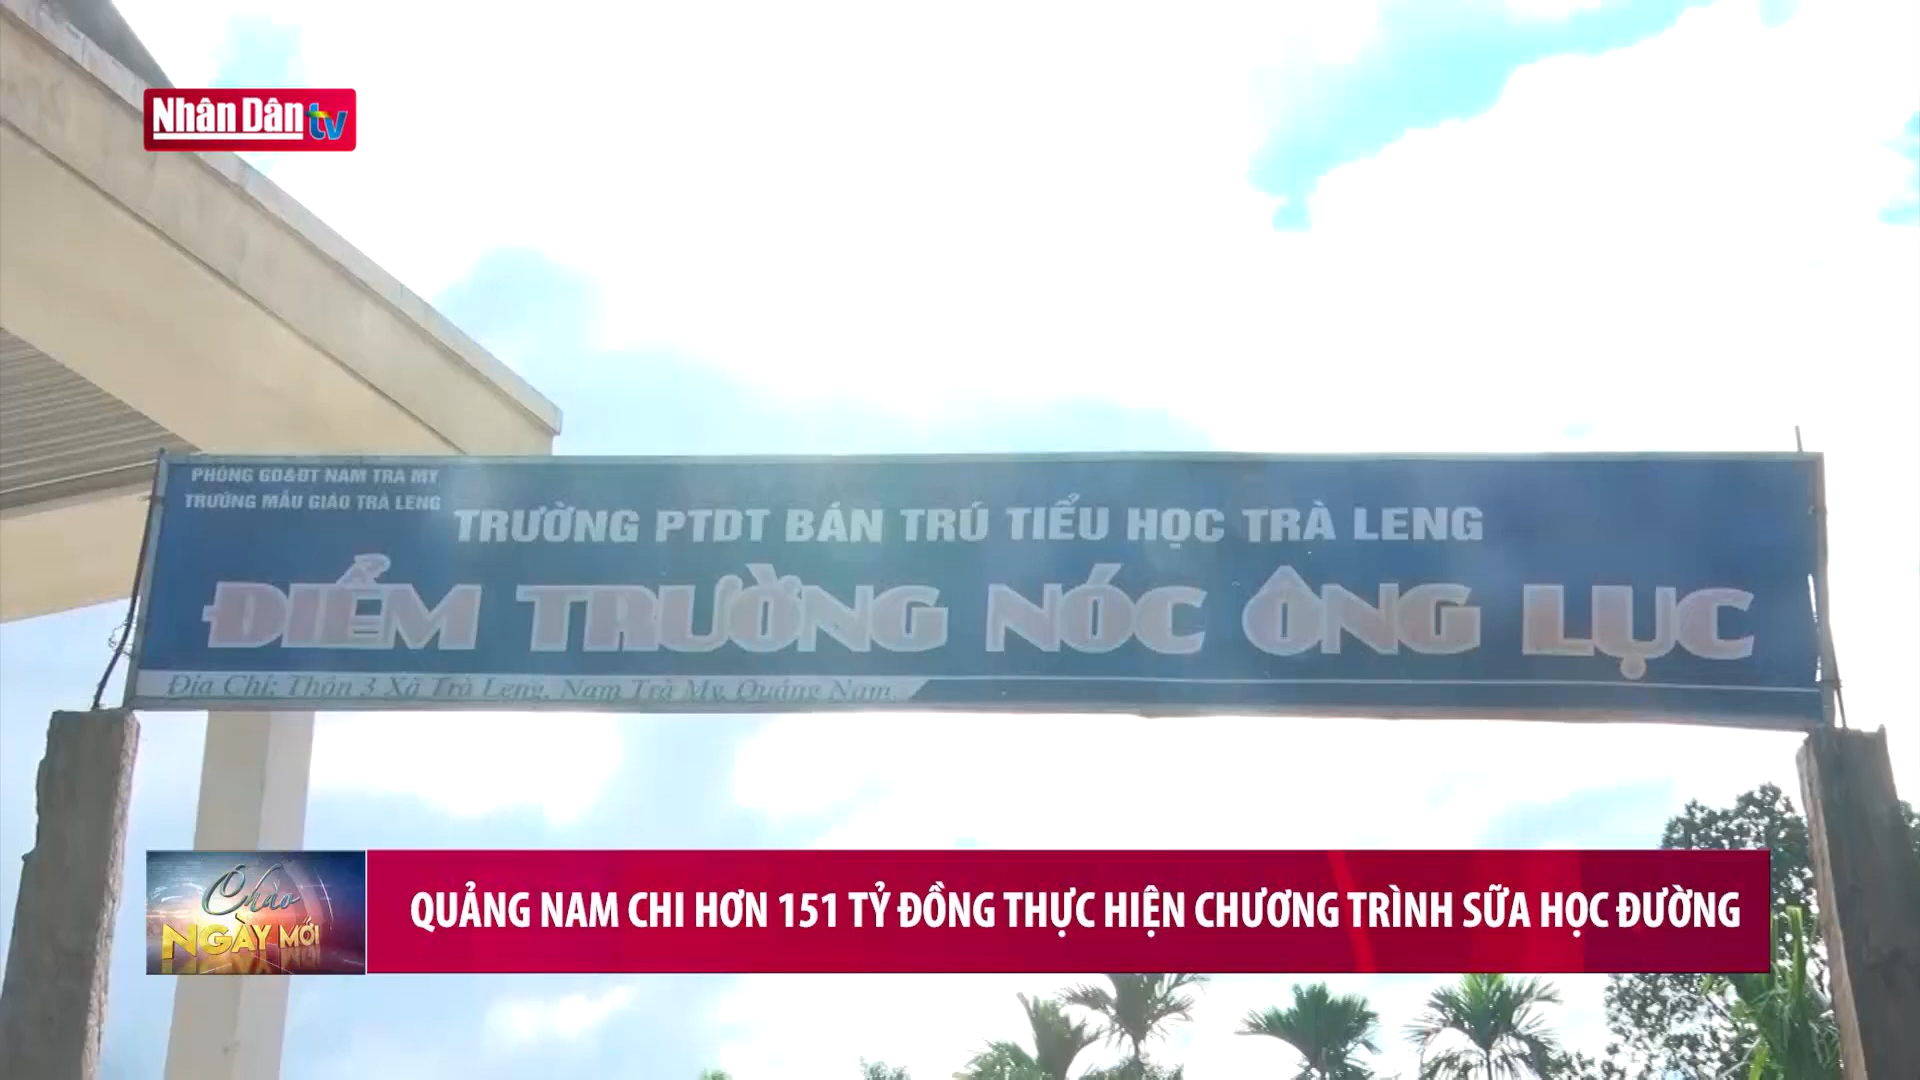 Nhân Dân tv
PHÒNG GD&ĐT NAM TRÀ MY
TRƯỜNG MẪU GIÁO TRÀ LENG
TRƯỜNG PTDT BÁN TRÚ TIỂU HỌC TRÀ LENG
ĐIỂM TRƯỜNG NÓC ÔNG LỤC
Địa Chỉ: Thôn 3 Xã Trà Leng, Nam Trà My, Quảng Nam.
Chào
NGÀY MỚI
QUẢNG NAM CHI HƠN 151 TỶ ĐỒNG THỰC HIỆN CHƯƠNG TRÌNH SỮA HỌC ĐƯỜNG